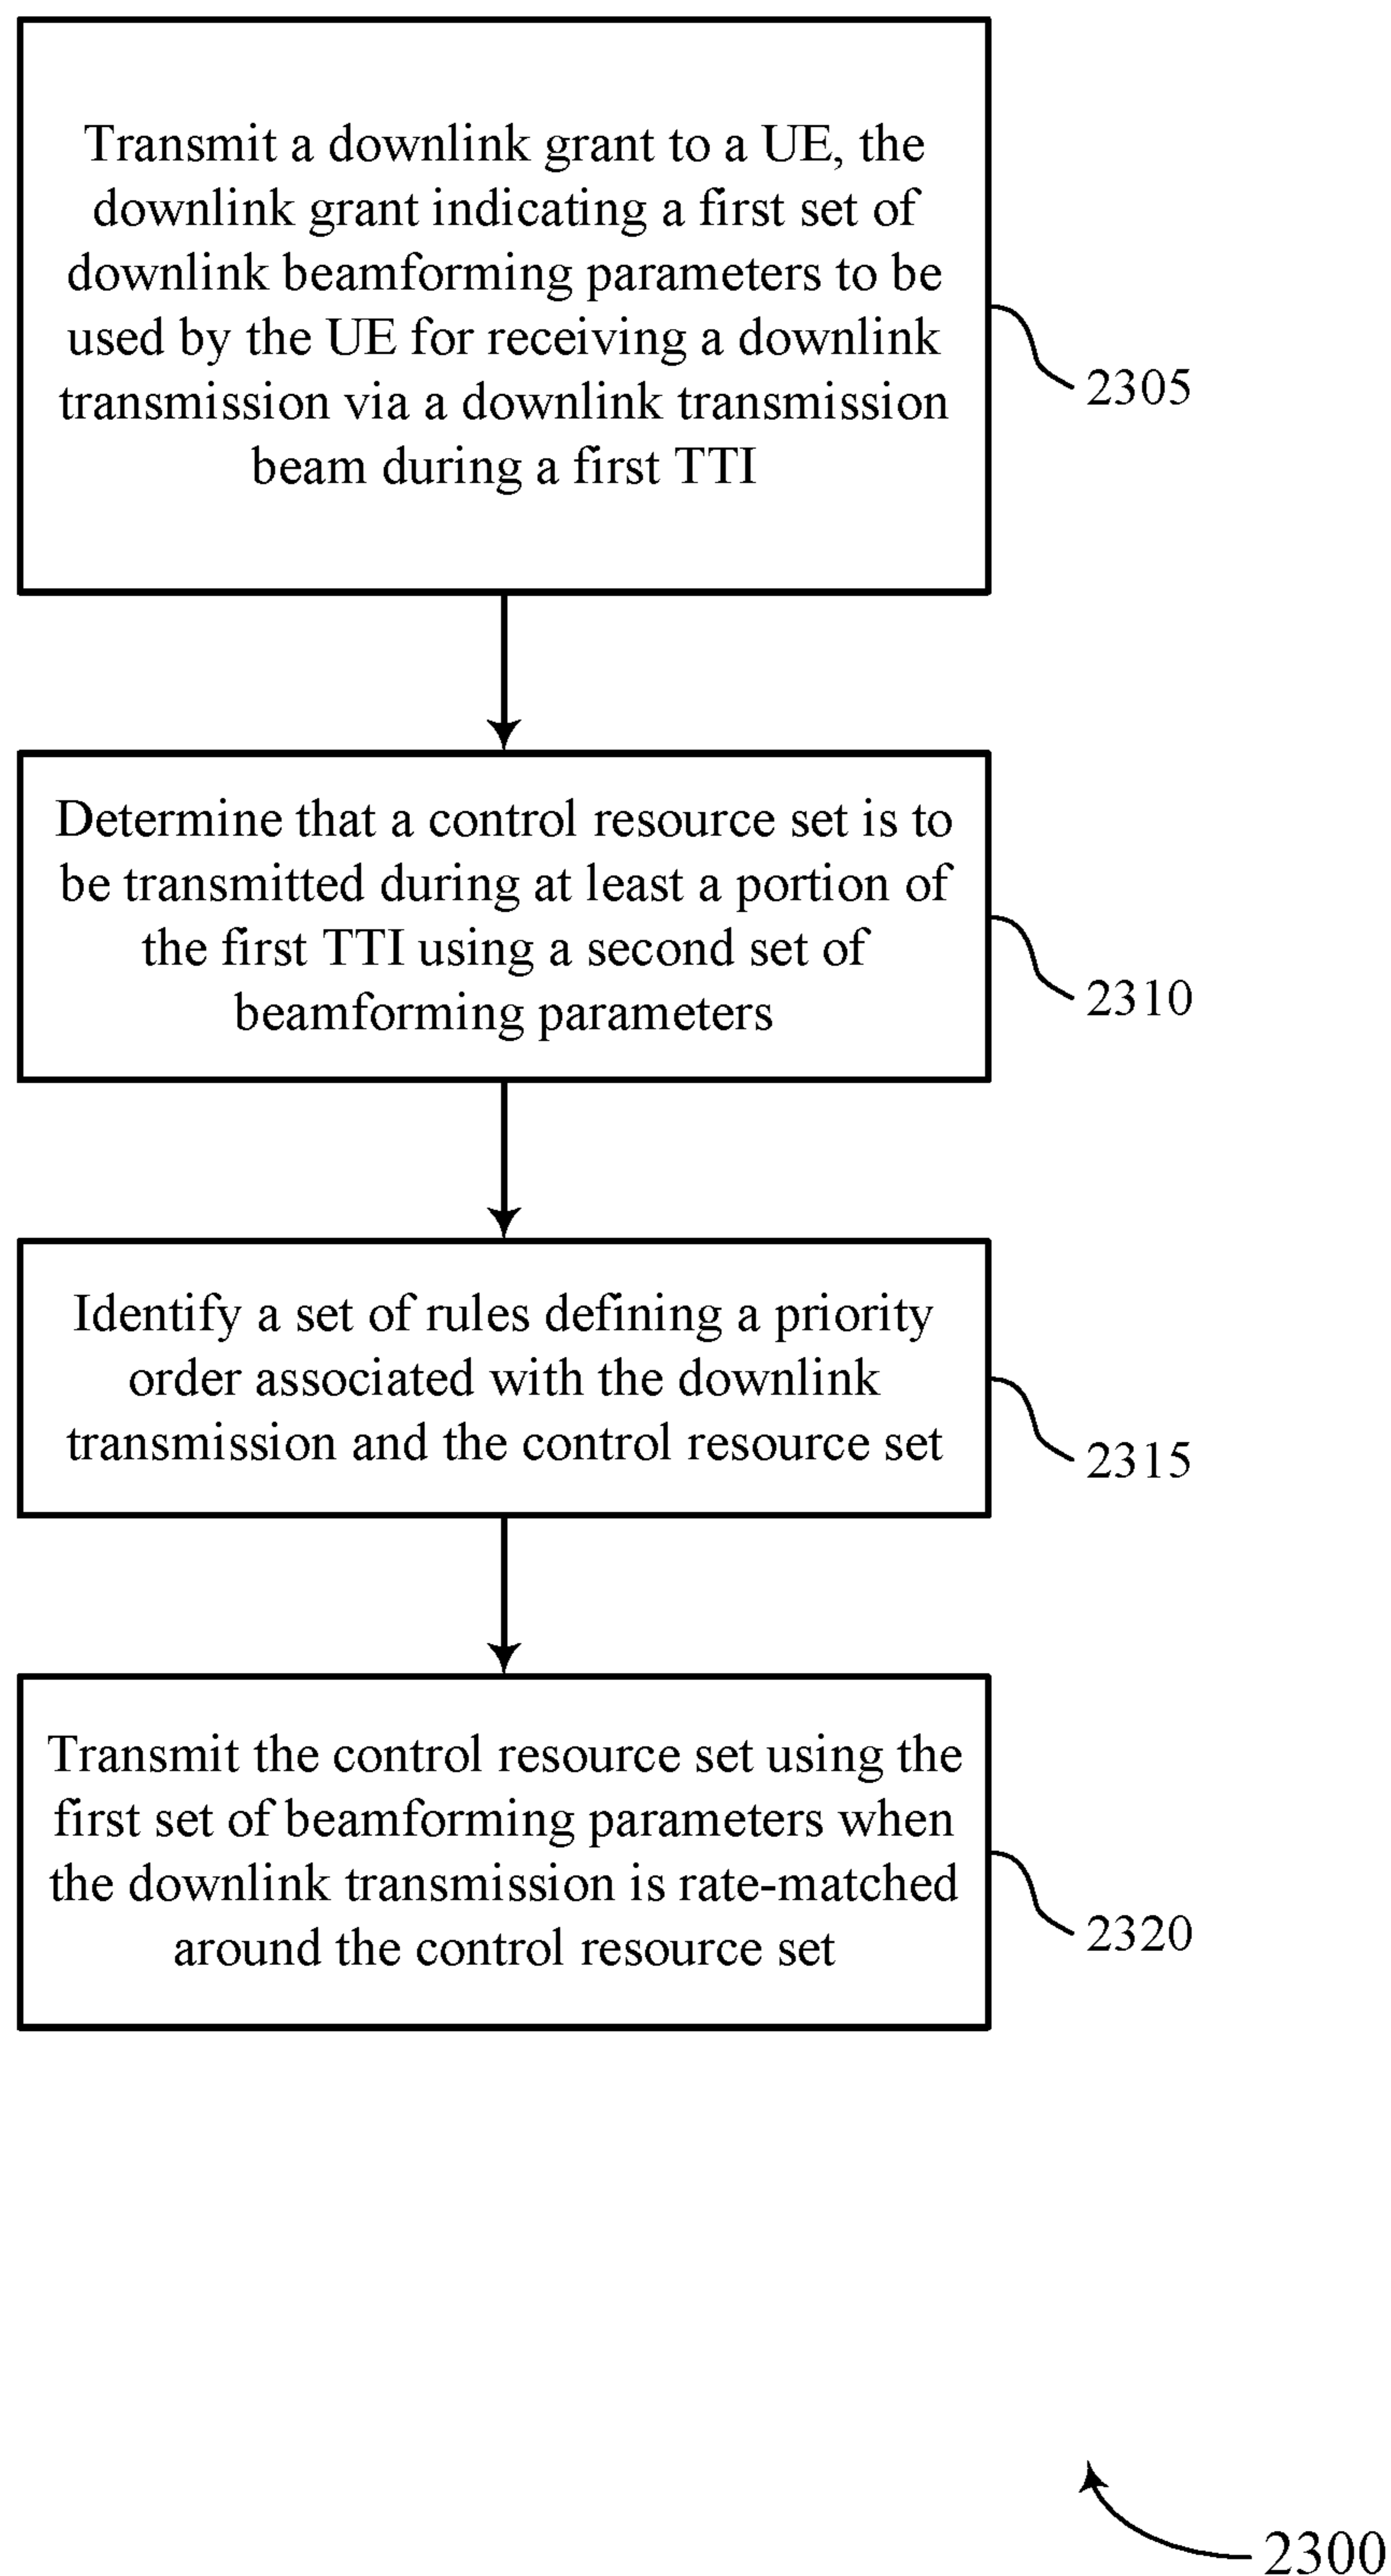 Transmit a downlink grant to a UE, the
downlink grant indicating a first set of
downlink beamforming parameters to be
used by the UE for receiving a downlink
transmission via a downlink transmission
beam during a first TTI
2305
Determine that a control resource set is to
be transmitted during at least a portion of
the first TTI using a second set of
beamforming parameters
2310
Identify a set of rules defining a priority
order associated with the downlink
transmission and the control resource set
2315
Transmit the control resource set using the
first set of beamforming parameters when
the downlink transmission is rate-matched
around the control resource set
2320
2300